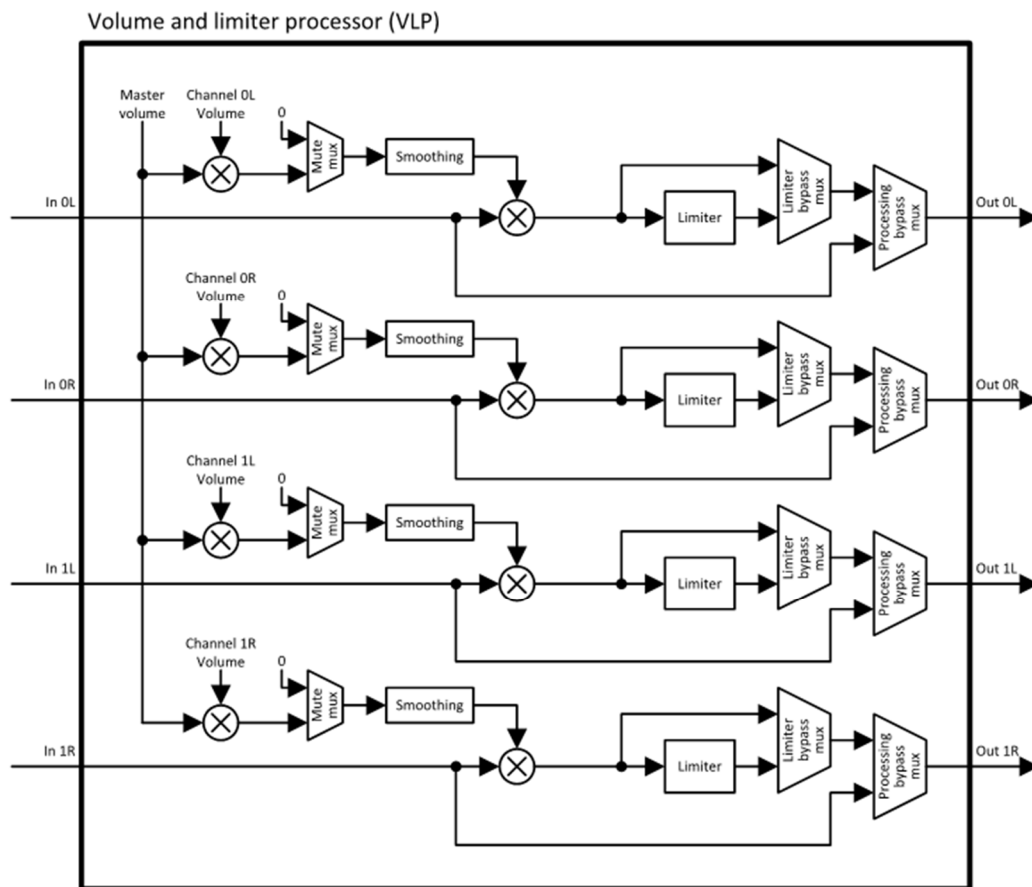 Volume and limiter processor (VLP)
Master
volume
Channel 0L
Volume
0
Mute
mux
Smoothing
In 0L
Limiter
Limiter
bypass
mux
Processing
bypass
mux
Out 0L
Channel 0R
Volume
0
Mute
mux
Smoothing
In 0R
Limiter
Limiter
bypass
mux
Processing
bypass
mux
Out 0R
Channel 1L
Volume
0
Mute
mux
Smoothing
In 1L
Limiter
Limiter
bypass
mux
Processing
bypass
mux
Out 1L
Channel 1R
Volume
0
Mute
mux
Smoothing
In 1R
Limiter
Limiter
bypass
mux
Processing
bypass
mux
Out 1R